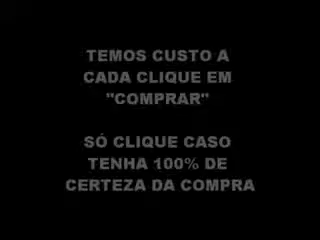 TEMOS CUSTO A
CADA CLIQUE EM
"COMPRAR"
SÓ CLIQUE CASO
TENHA 100% DE
CERTEZA DA COMPRA